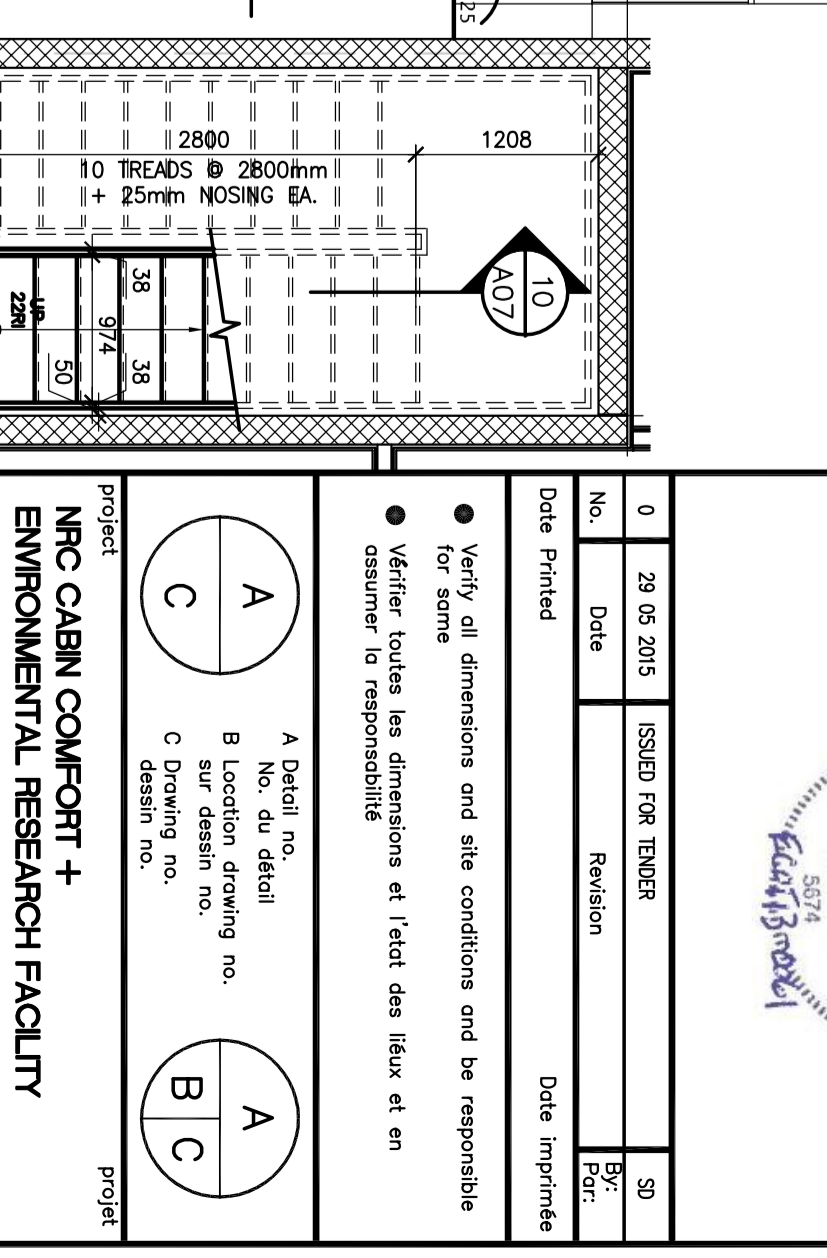 25
2800
1208
10 TREADS @ 2800mm
+ 25mm NOSING EA.
10
A07
38
974
38
50
UP
22RI
5674
0 29 05 2015 ISSUED FOR TENDER SD
No. Date Revision By:
Par:
Date Printed Date imprimée
Verify all dimensions and site conditions and be responsible
for same
Vérifier toutes les dimensions et l'etat des liéux et en
assumer la responsabilité
A
C
A Detail no.
No. du détail
B Location drawing no.
sur dessin no.
C Drawing no.
dessin no.
A
B C
project projet
NRC CABIN COMFORT +
ENVIRONMENTAL RESEARCH FACILITY